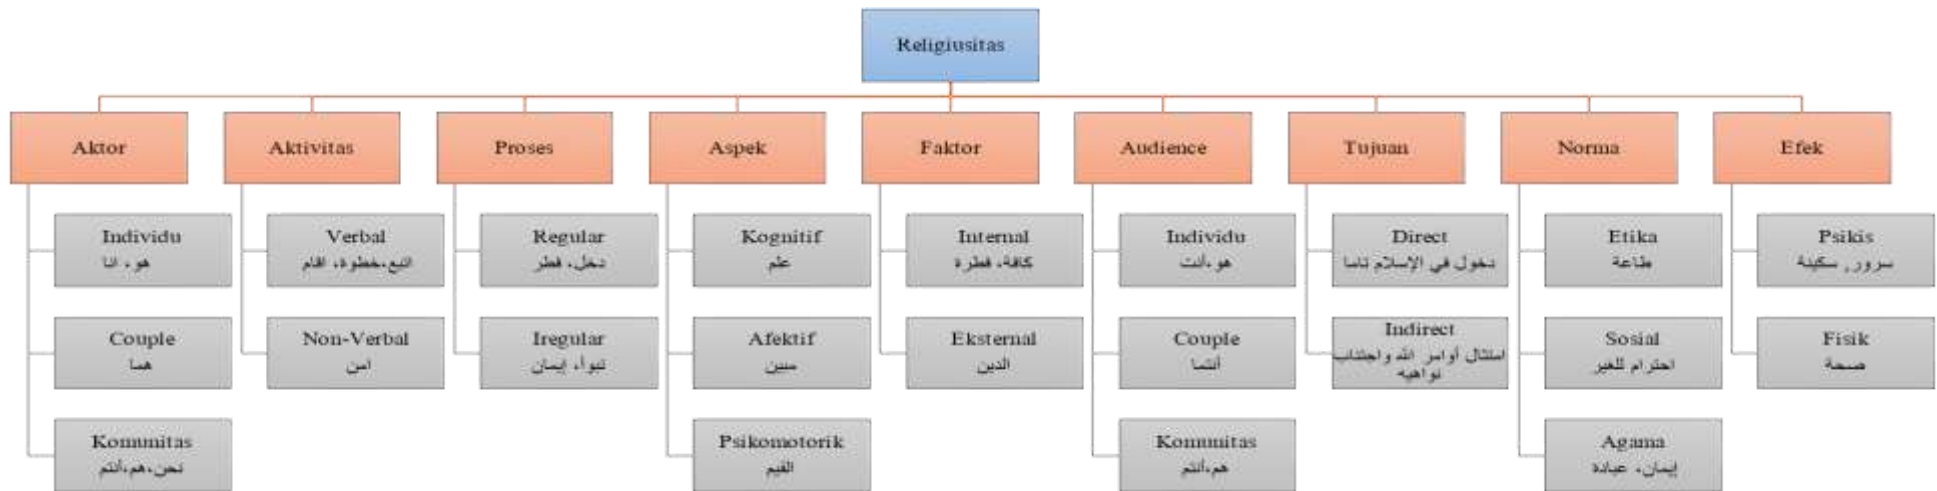 Religiusitas
Aktor
Individu
هو، انا
Couple
هما
Komunitas
نحن،هم،أنتم
Aktivitas
Verbal
اتبع،خطوة، اقام
Non-Verbal
امن
Proses
Regular
دخل، فطر
Iregular
تبوأ، إيمان
Aspek
Kognitif
علم
Afektif
مبين
Psikomotorik
القيم
Faktor
Internal
كافة، فطرة
Eksternal
الدين
Audience
Individu
هو،أنت
Couple
أنتما
Komunitas
هم،أنتم
Tujuan
Direct
دخول في الإسلام تاما
Indirect
امتثال أوامر الله واجتناب
نواهيه
Norma
Etika
طاعة
Sosial
احترام للغير
Agama
إيمان، عبادة
Efek
Psikis
سرور, سكينة
Fisik
صحة